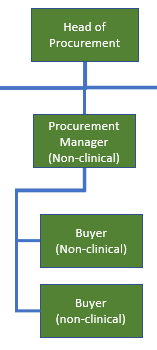 Head of
Procurement
Procurement
Manager
(Non-clinical)
Buyer
(Non-clinical)
Buyer
(non-clinical)